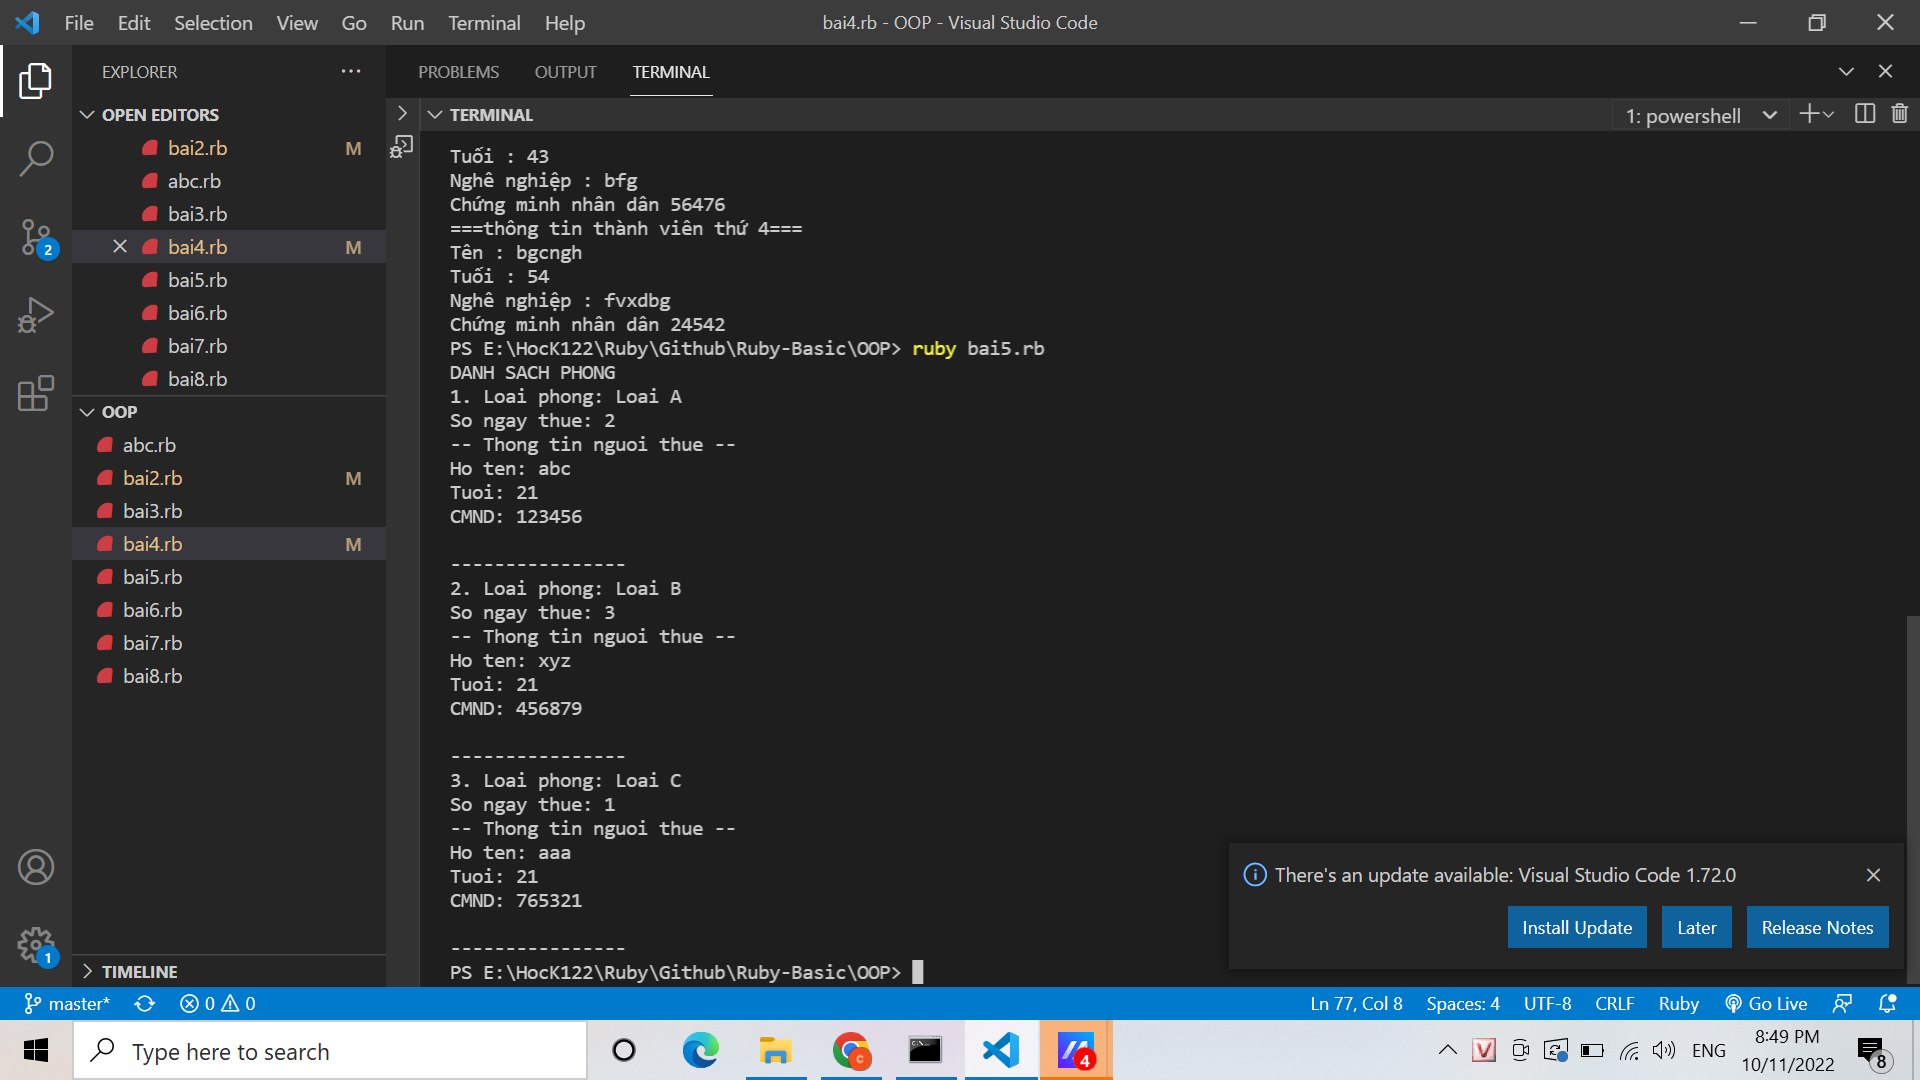 File Edit Selection View Go Run Terminal Help
bai4.rb - OOP - Visual Studio Code
EXPLORER
OPEN EDITORS
bai2.rb M
abc.rb
bai3.rb
bai4.rb M
bai5.rb
bai6.rb
bai7.rb
bai8.rb
OOP
abc.rb
bai2.rb M
bai3.rb
bai4.rb M
bai5.rb
bai6.rb
bai7.rb
bai8.rb
TIMELINE
2
1
PROBLEMS OUTPUT TERMINAL
TERMINAL
1: powershell
Tuổi : 43
Nghê nghiệp : bfg
Chứng minh nhân dân 56476
===thông tin thành viên thứ 4===
Tên : bgcngh
Tuổi : 54
Nghê nghiệp : fvxdbg
Chứng minh nhân dân 24542
PS E:\HocK122\Ruby\Github\Ruby-Basic\OOP> ruby bai5.rb
DANH SACH PHONG
1. Loai phong: Loai A
So ngay thue: 2
-- Thong tin nguoi thue --
Ho ten: abc
Tuoi: 21
CMND: 123456
----------------
2. Loai phong: Loai B
So ngay thue: 3
-- Thong tin nguoi thue --
Ho ten: xyz
Tuoi: 21
CMND: 456879
----------------
3. Loai phong: Loai C
So ngay thue: 1
-- Thong tin nguoi thue --
Ho ten: aaa
Tuoi: 21
CMND: 765321
----------------
PS E:\HocK122\Ruby\Github\Ruby-Basic\OOP>
There's an update available: Visual Studio Code 1.72.0
Install Update Later Release Notes
master* 0 0
Ln 77, Col 8 Spaces: 4 UTF-8 CRLF Ruby Go Live
Type here to search
4
ENG
8:49 PM
10/11/2022
8